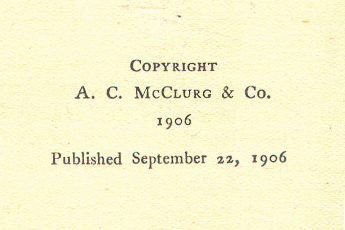 COPYRIGHT
A. C. MCCLURG & CO.
1906
Published September 22, 1906